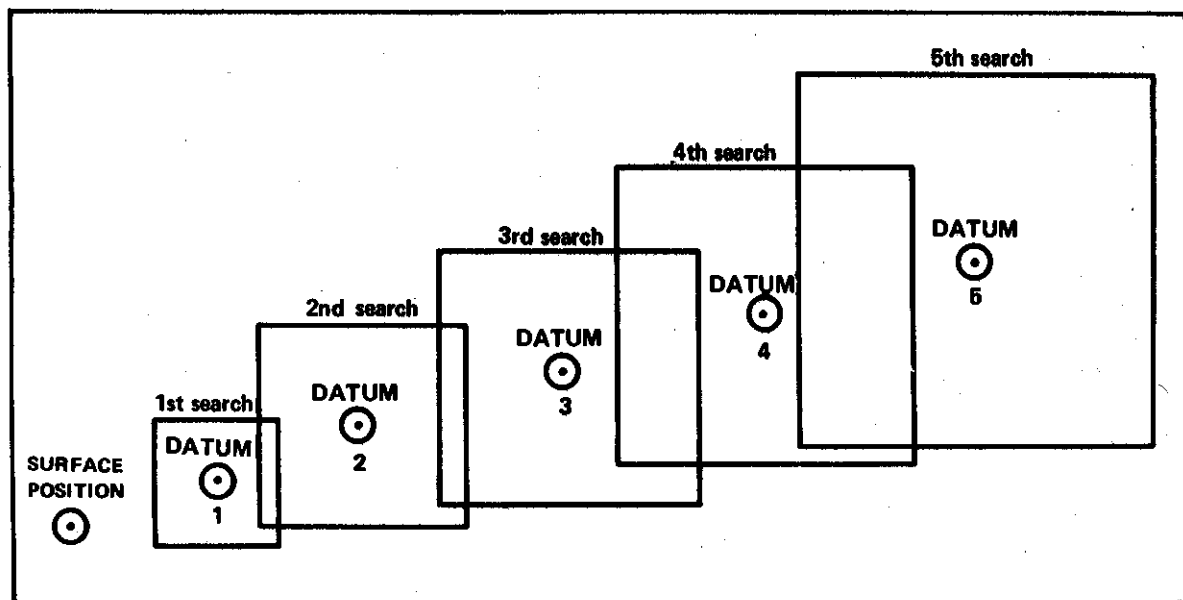 5th search
4th search
DATUM
5
3rd search
DATUM
4
2nd search
DATUM
3
1st search
DATUM
2
DATUM
1
SURFACE
POSITION